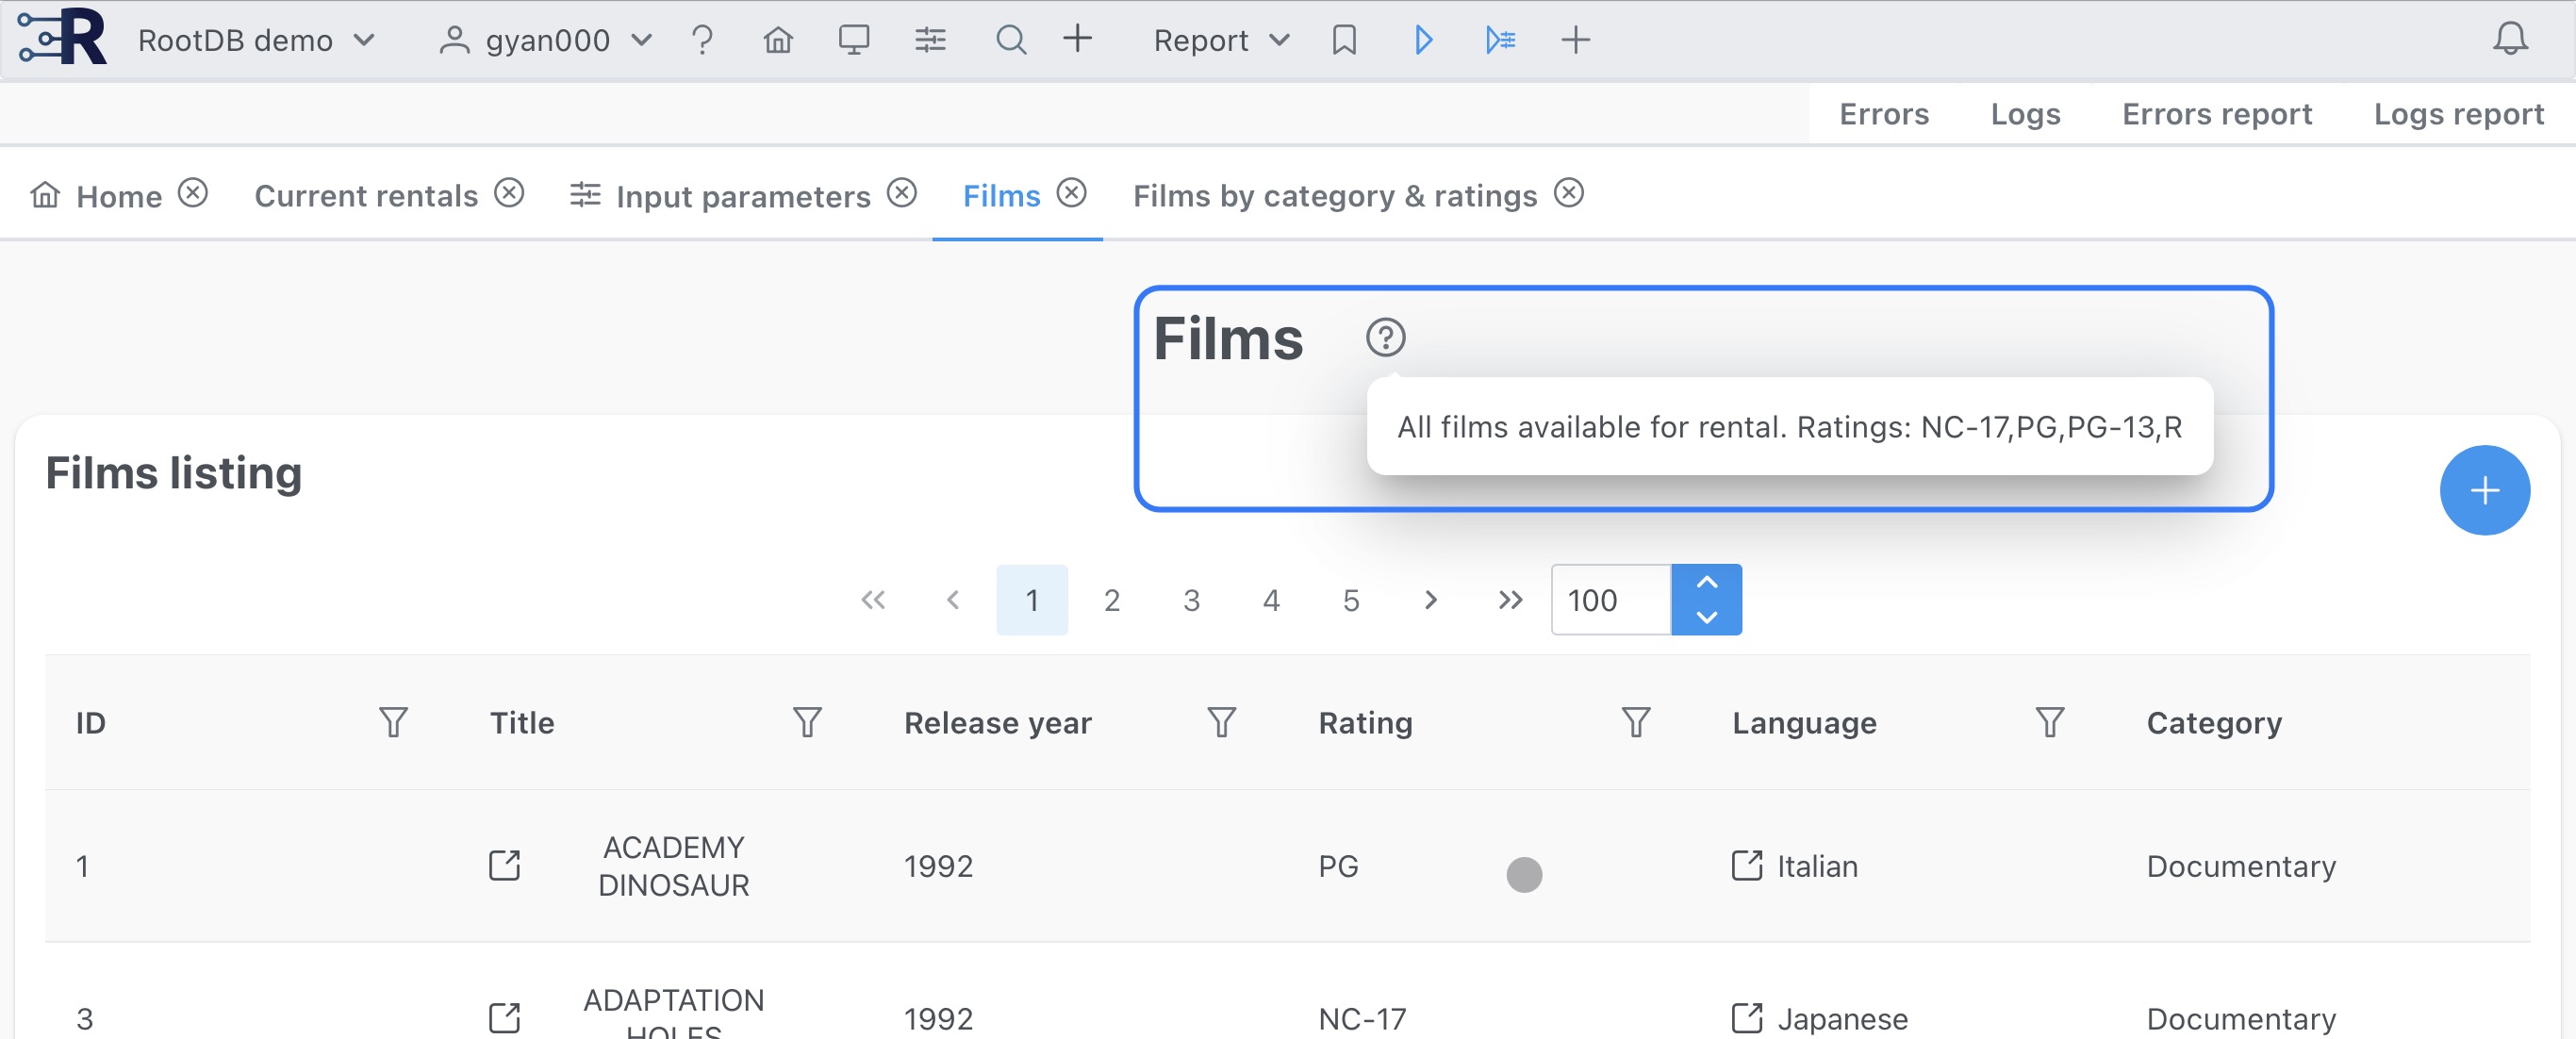 R RootDB demo gyan000 Report
Errors Logs Errors report Logs report
Home Current rentals Input parameters Films Films by category & ratings
Films
All films available for rental. Ratings: NC-17,PG,PG-13,R
Films listing
1 2 3 4 5 100
ID Title Release year Rating Language Category
1 ACADEMY DINOSAUR 1992 PG Italian Documentary
3 ADAPTATION HOLES 1992 NC-17 Japanese Documentary